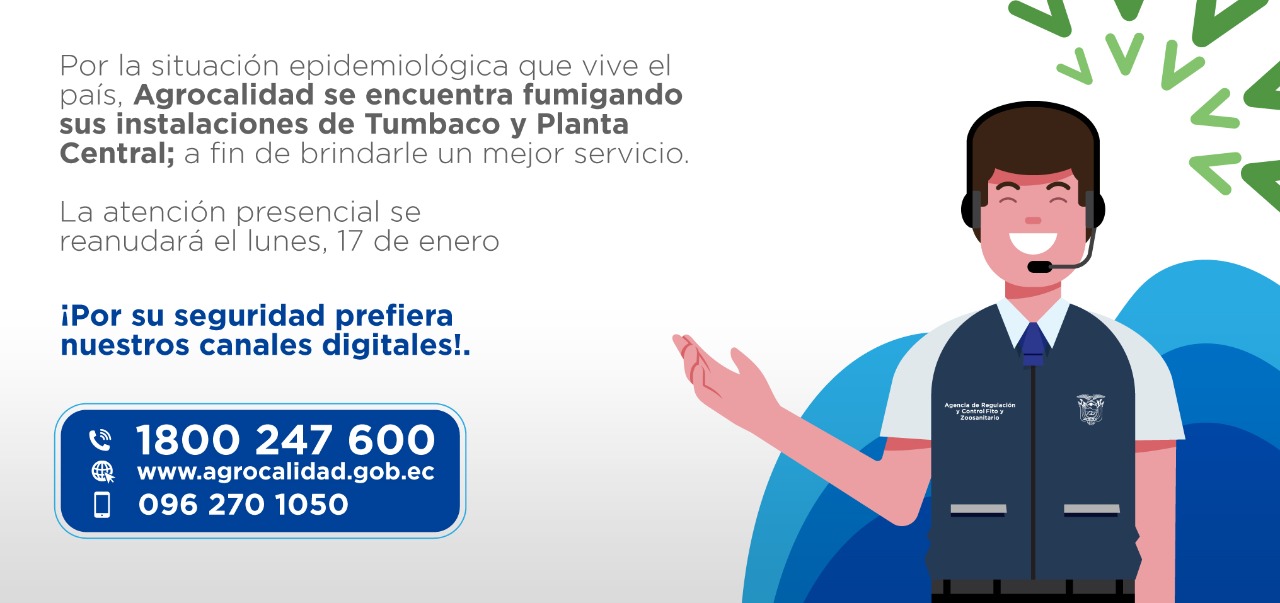 Por la situación epidemiológica que vive el
país, Agrocalidad se encuentra fumigando
sus instalaciones de Tumbaco y Planta
Central; a fin de brindarle un mejor servicio.
La atención presencial se
reanudará el lunes, 17 de enero
¡Por su seguridad prefiera
nuestros canales digitales!.
1800 247 600
www.agrocalidad.gob.ec
096 270 1050
Agencia de Regulación
y Control Fito y
Zoosanitario